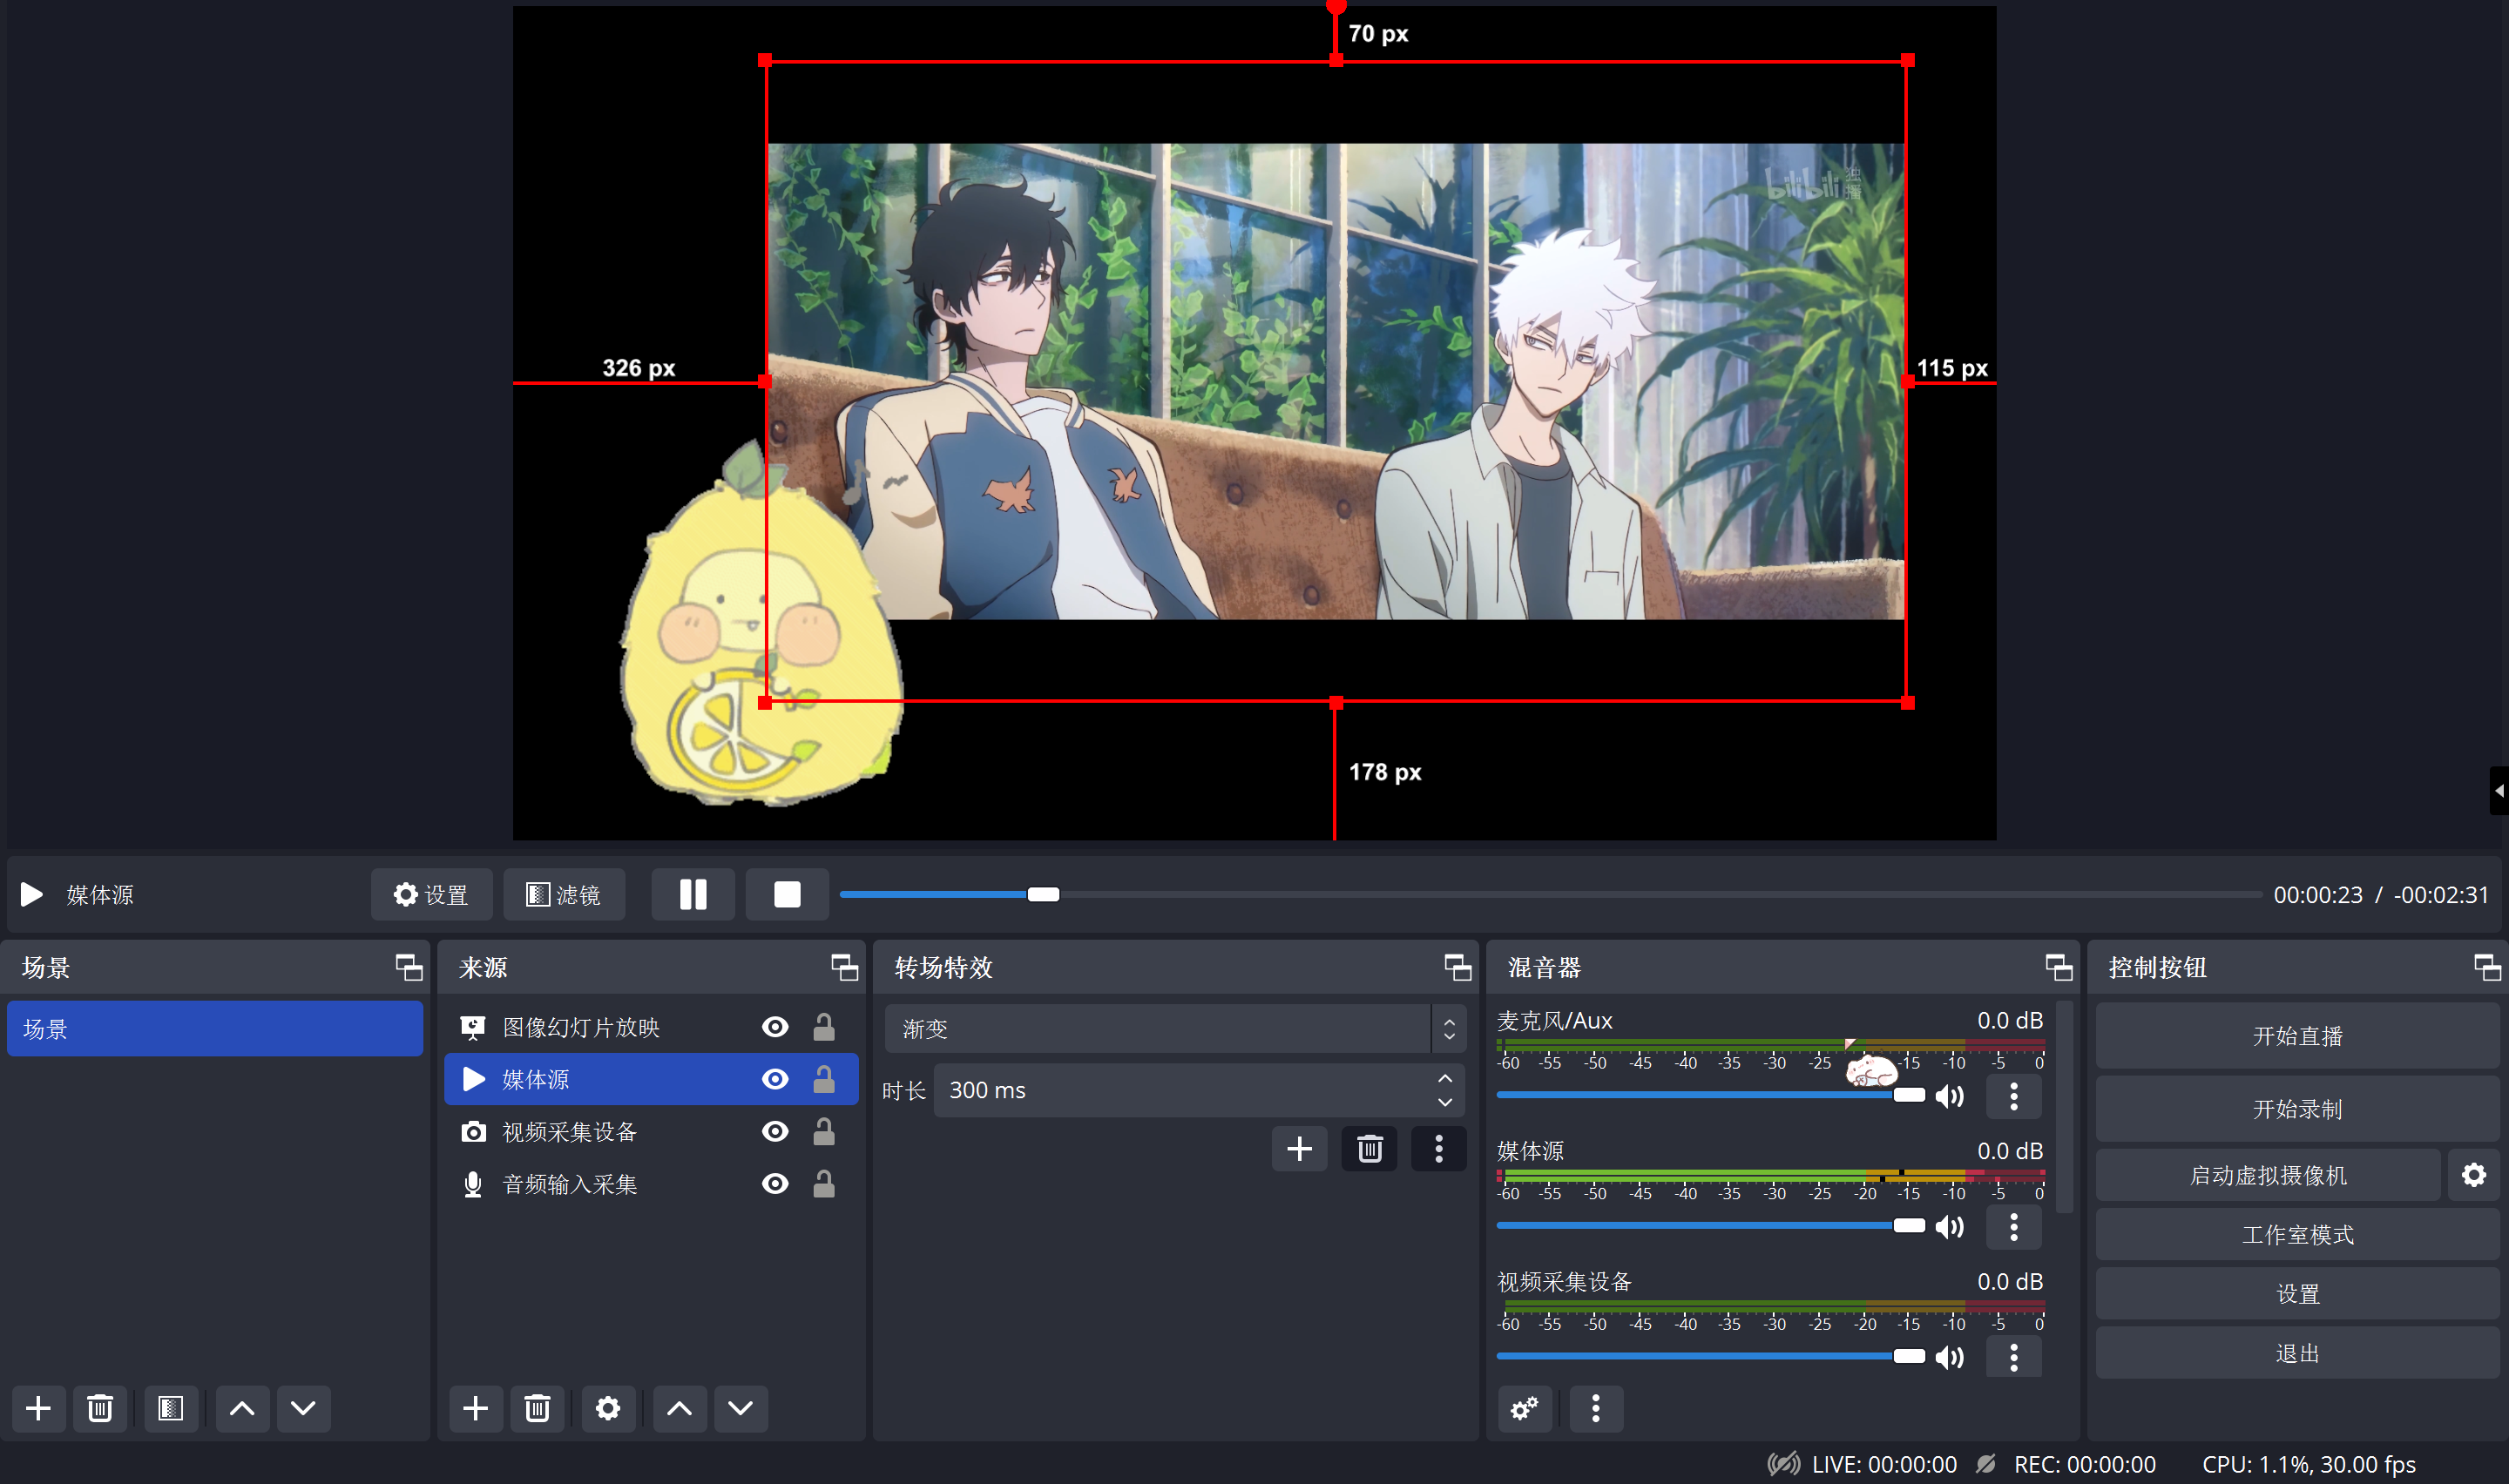 70 px
bilibili 独播
326 px
115 px
178 px
媒体源
设置
滤镜
00:00:23 / -00:02:31
场景
来源
转场特效
混音器
控制按钮
场景
图像幻灯片放映
媒体源
视频采集设备
音频输入采集
渐变
时长
300 ms
麦克风/Aux
0.0 dB
-60 -55 -50 -45 -40 -35 -30 -25 -15 -10 -5 0
媒体源
0.0 dB
-60 -55 -50 -45 -40 -35 -30 -25 -20 -15 -10 -5 0
视频采集设备
0.0 dB
-60 -55 -50 -45 -40 -35 -30 -25 -20 -15 -10 -5 0
开始直播
开始录制
启动虚拟摄像机
工作室模式
设置
退出
LIVE: 00:00:00
REC: 00:00:00
CPU: 1.1%, 30.00 fps